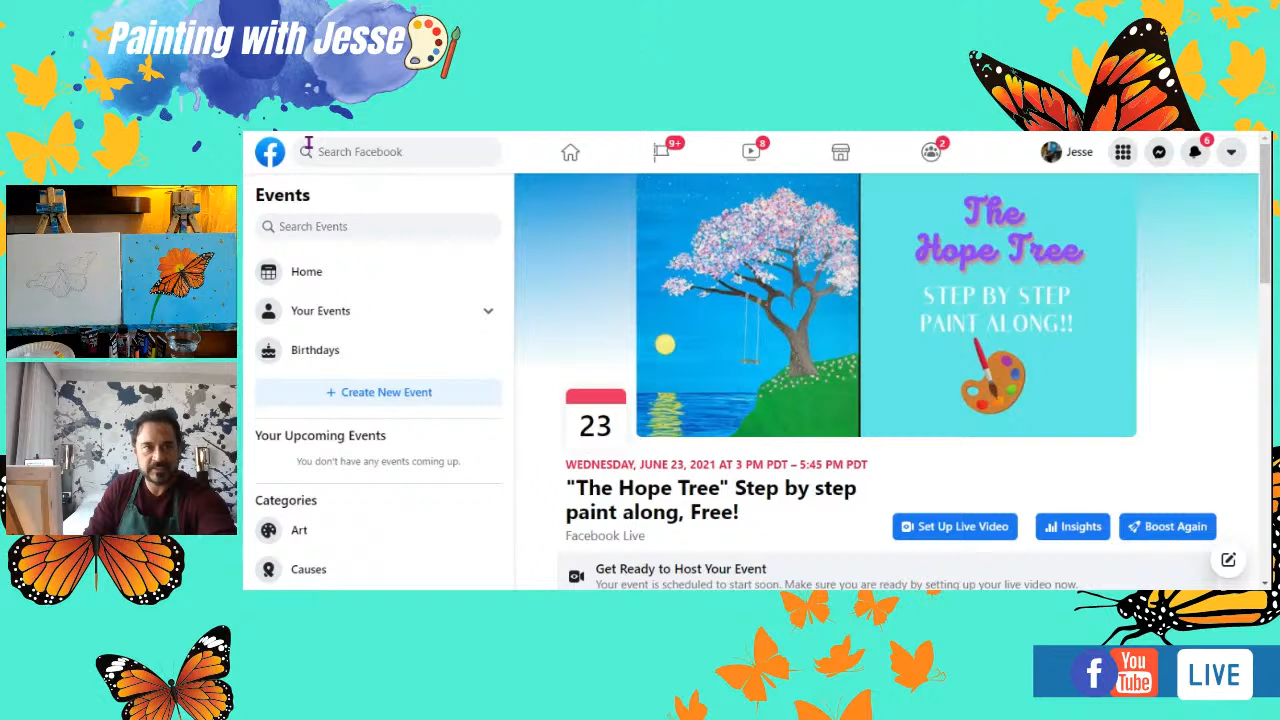 Painting with Jesse
Search Facebook
9+
8
2
Jesse
6
Events
Search Events
Home
Your Events
Birthdays
+ Create New Event
Your Upcoming Events
You don't have any events coming up.
Categories
Art
Causes
The
Hope Tree
STEP BY STEP
PAINT ALONG!!
23
WEDNESDAY, JUNE 23, 2021 AT 3 PM PDT – 5:45 PM PDT
"The Hope Tree" Step by step
paint along, Free!
Facebook Live
Set Up Live Video
Insights
Boost Again
Get Ready to Host Your Event
Your event is scheduled to start soon. Make sure you are ready by setting up your live video now.
f
You
Tube
LIVE